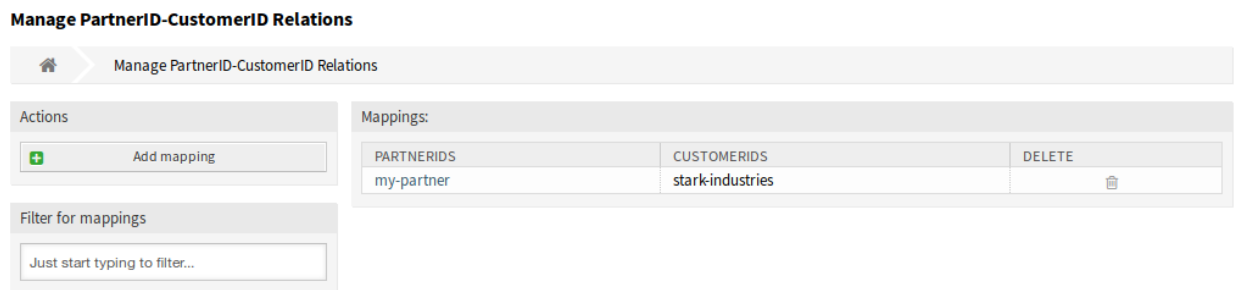 Manage PartnerID-CustomerID Relations
Manage PartnerID-CustomerID Relations
Actions
Add mapping
Filter for mappings
Just start typing to filter...
Mappings:
PARTNERIDS CUSTOMERIDS DELETE
my-partner stark-industries